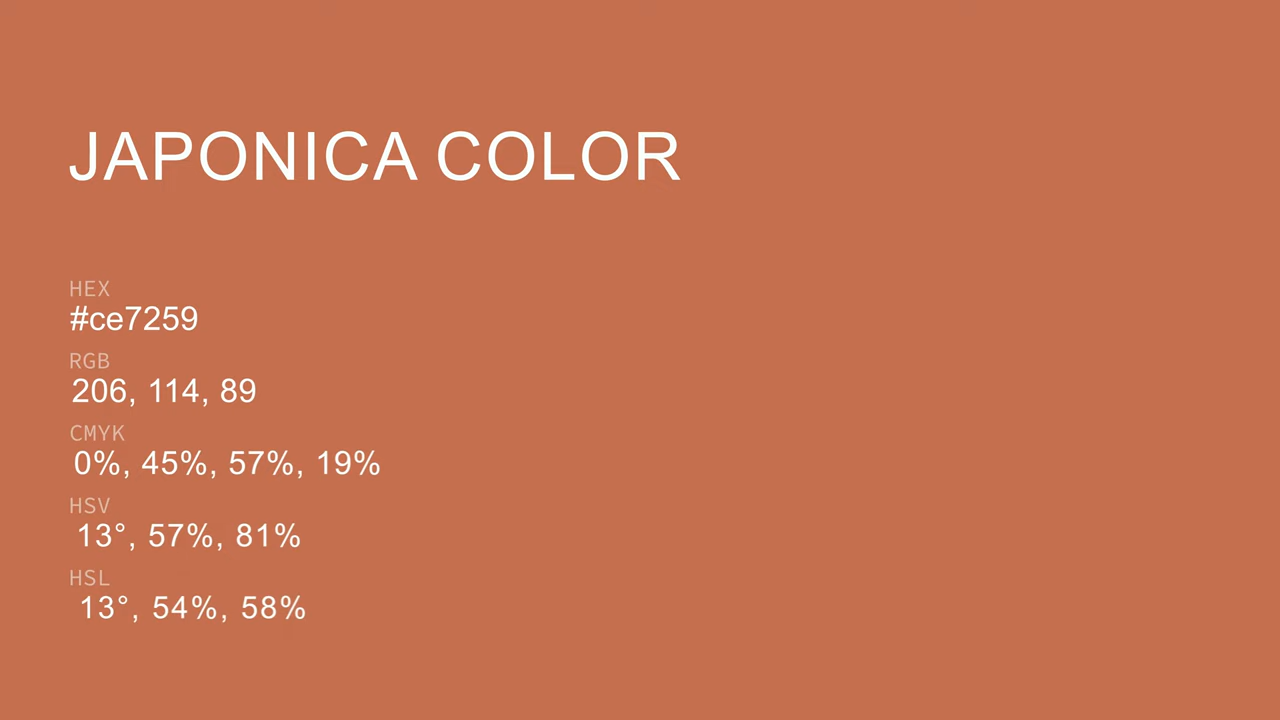 JAPONICA COLOR
HEX
#ce7259
RGB
206, 114, 89
CMYK
0%, 45%, 57%, 19%
HSV
13°, 57%, 81%
HSL
13°, 54%, 58%